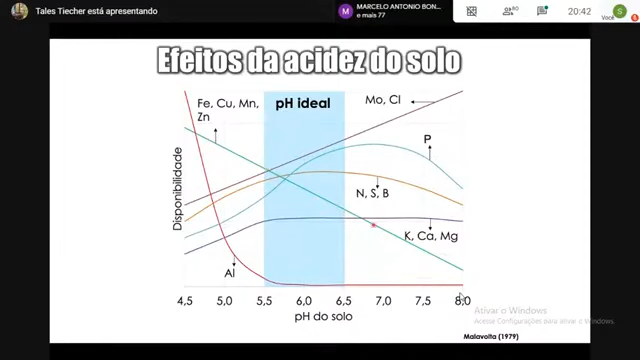 Tales Tiecher está apresentando
MARCELO ANTONIO BON...
e mais 77
M
80
20:42
S
Você
Efeitos da acidez do solo
Fe, Cu, Mn,
Zn
pH ideal
Mo, Cl
P
N, S, B
K, Ca, Mg
Al
Disponibilidade
4,5 5,0 5,5 6,0 6,5 7,0 7,5 8,0
pH do solo
Ativar o Windows
Acesse Configurações para ativar o Windows.
Malavolta (1979)